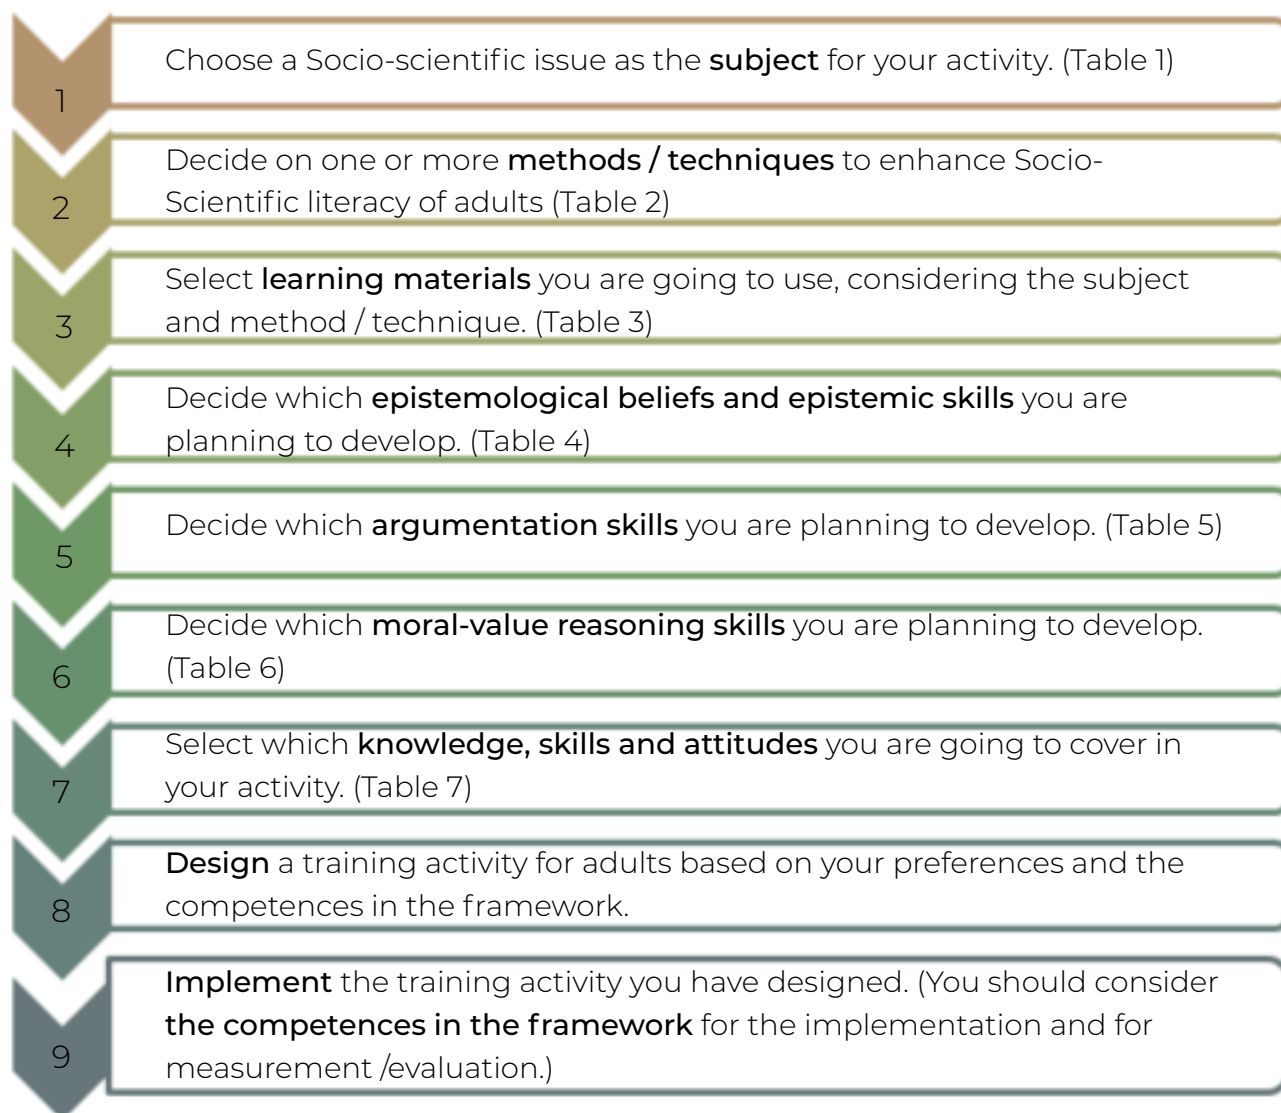 1
Choose a Socio-scientific issue as the subject for your activity. (Table 1)
2
Decide on one or more methods / techniques to enhance Socio-
Scientific literacy of adults (Table 2)
3
Select learning materials you are going to use, considering the subject
and method / technique. (Table 3)
4
Decide which epistemological beliefs and epistemic skills you are
planning to develop. (Table 4)
5
Decide which argumentation skills you are planning to develop. (Table 5)
6
Decide which moral-value reasoning skills you are planning to develop.
(Table 6)
7
Select which knowledge, skills and attitudes you are going to cover in
your activity. (Table 7)
8
Design a training activity for adults based on your preferences and the
competences in the framework.
9
Implement the training activity you have designed. (You should consider
the competences in the framework for the implementation and for
measurement /evaluation.)